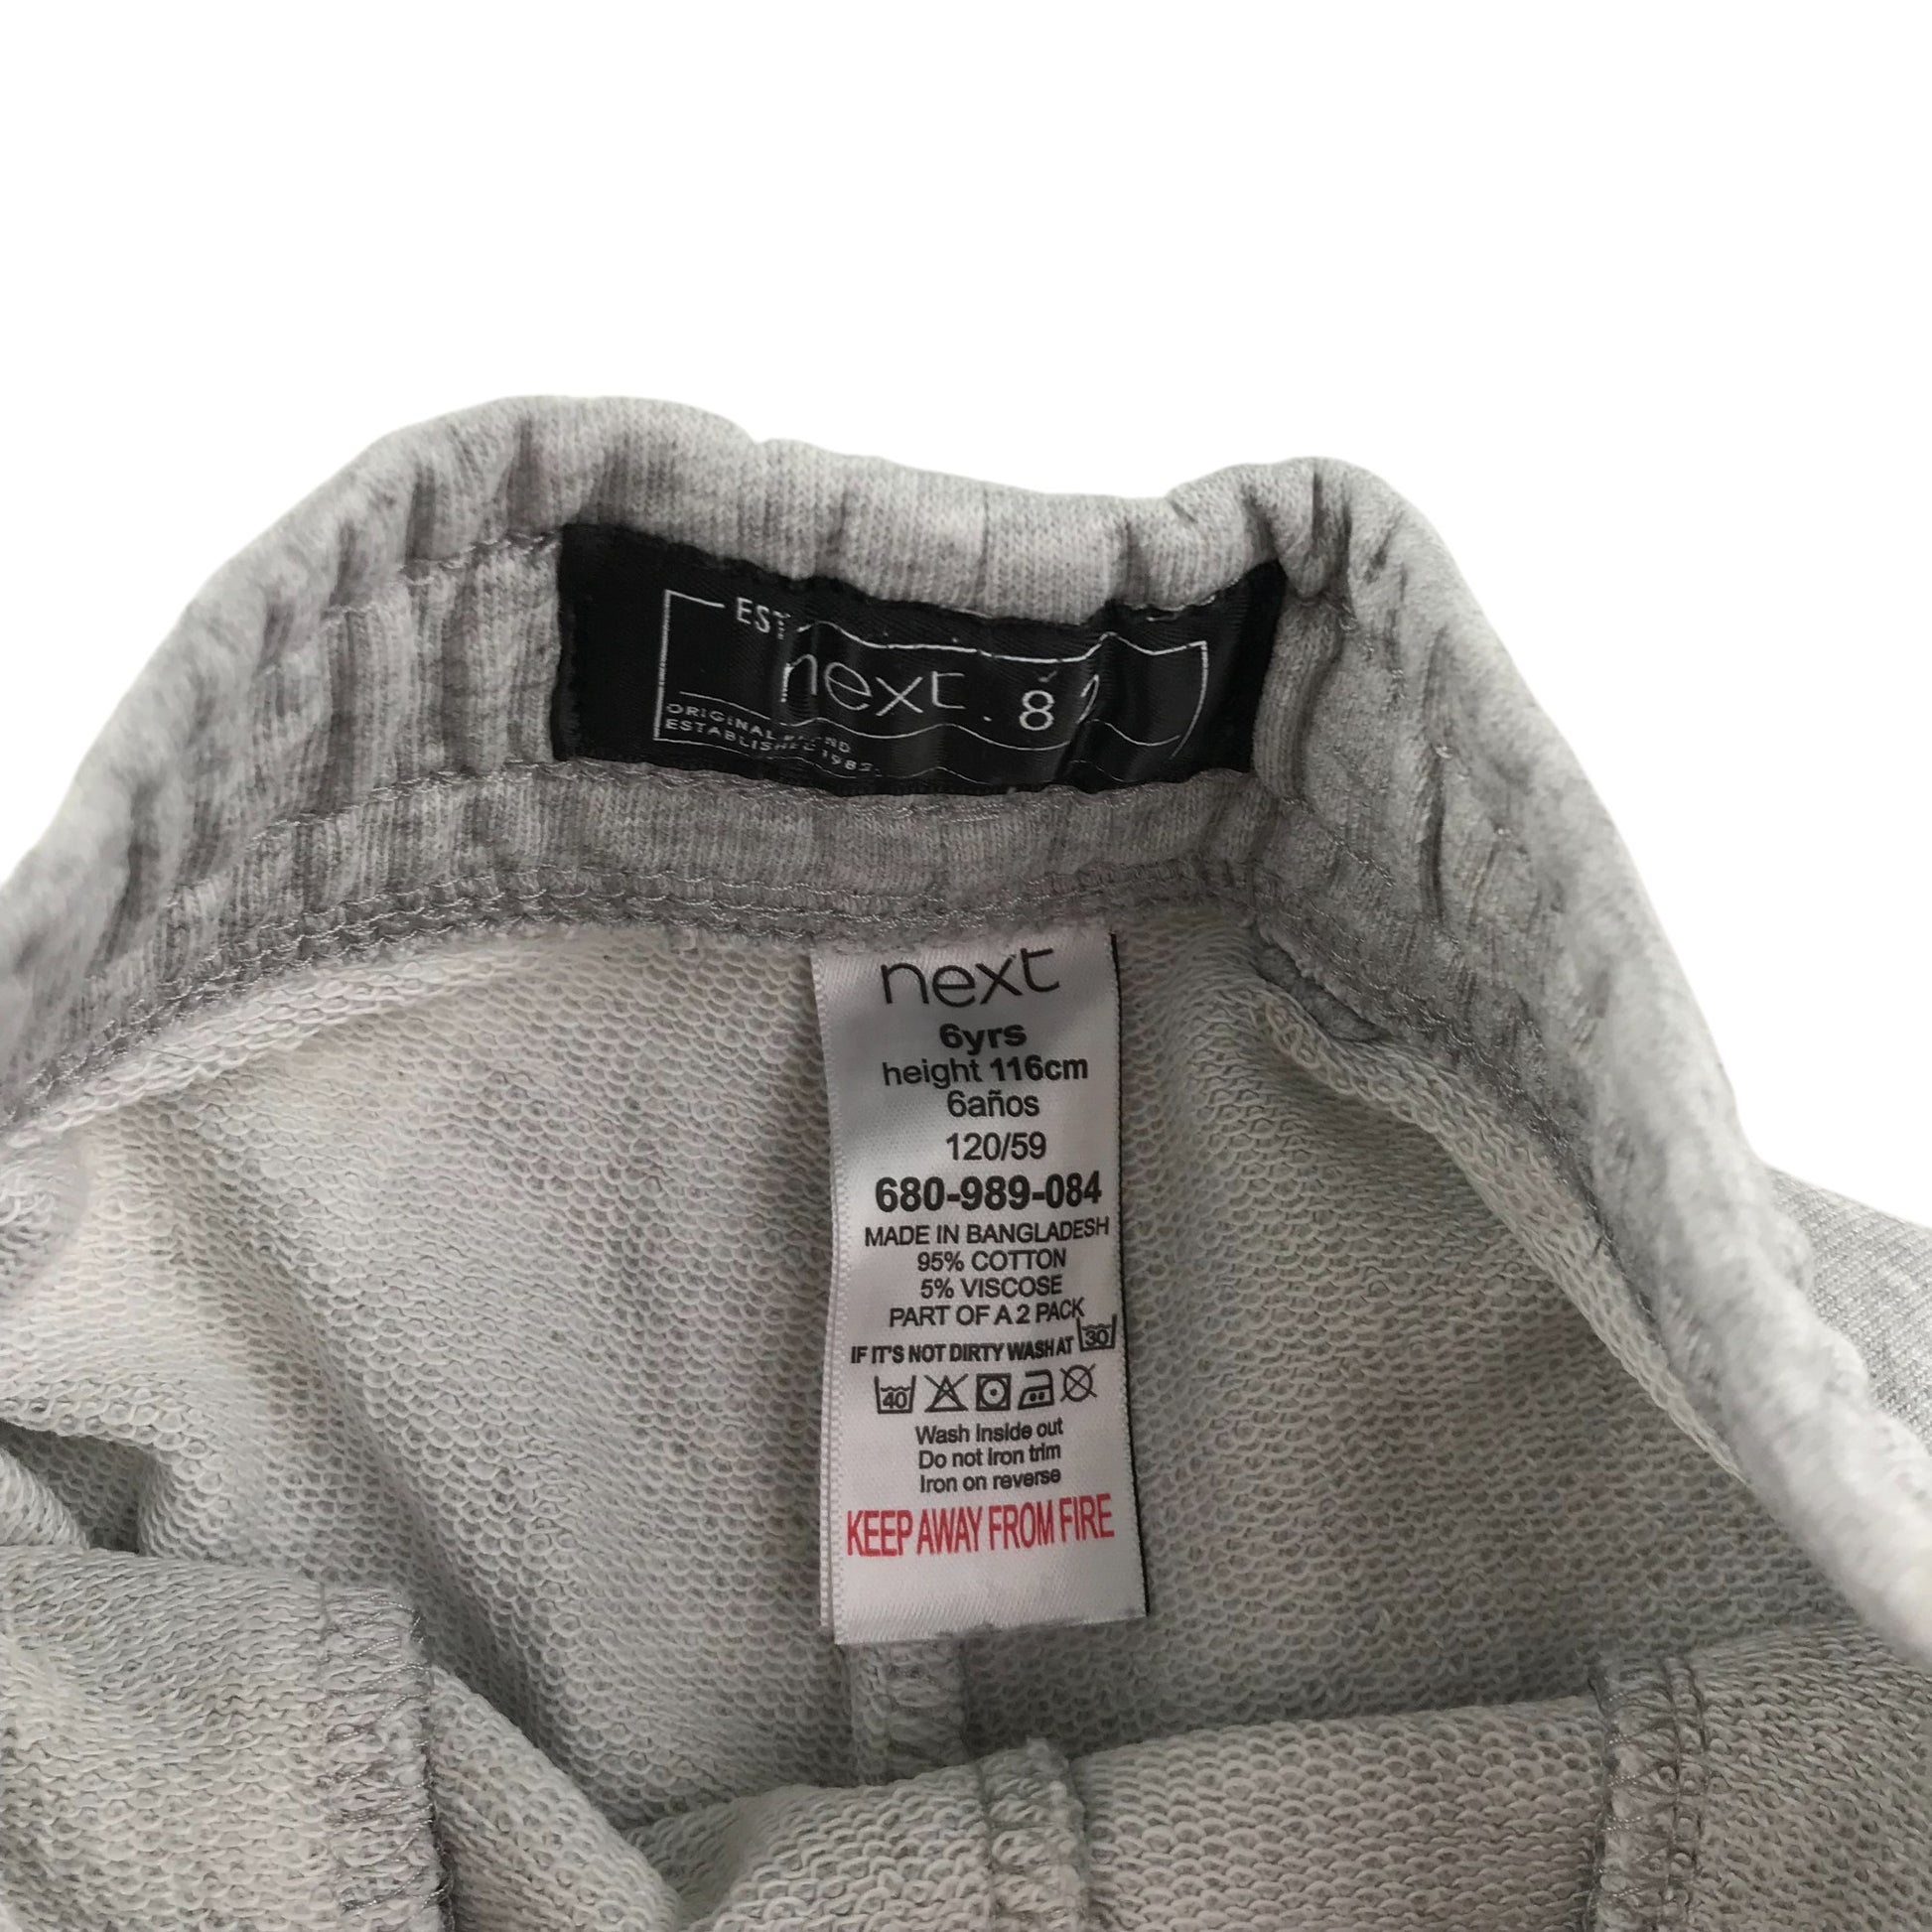 EST
next. 82
ORIGINAL BRAND
ESTABLISHED 1982.
next
6yrs
height 116cm
6años
120/59
680-989-084
MADE IN BANGLADESH
95% COTTON
5% VISCOSE
PART OF A 2 PACK
IF IT'S NOT DIRTY WASH AT 30
40
Wash inside out
Do not iron trim
Iron on reverse
KEEP AWAY FROM FIRE